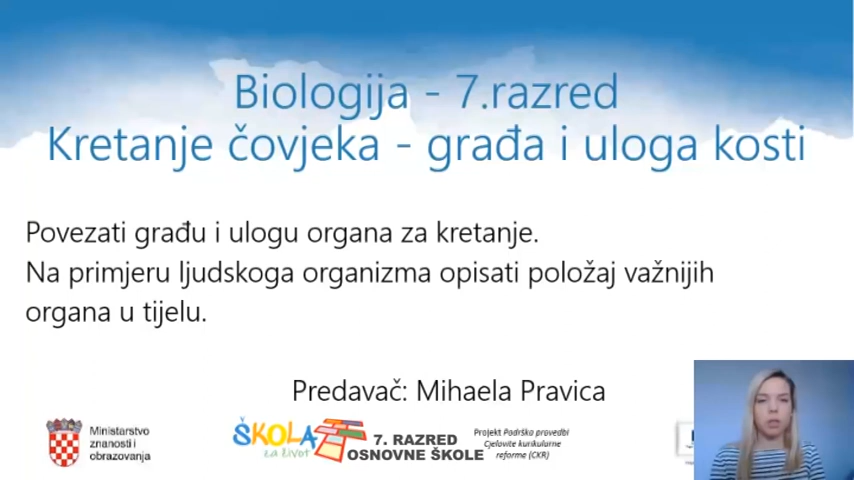 Biologija - 7.razred
Kretanje čovjeka - građa i uloga kosti
Povezati građu i ulogu organa za kretanje.
Na primjeru ljudskoga organizma opisati položaj važnijih
organa u tijelu.
Predavač: Mihaela Pravica
Ministarstvo
znanosti i
obrazovanja
ŠKOLA
za život
7. RAZRED
OSNOVNE ŠKOLE
Projekt Podrška provedbi
Cjelovite kurikularne
reforme (CKR)